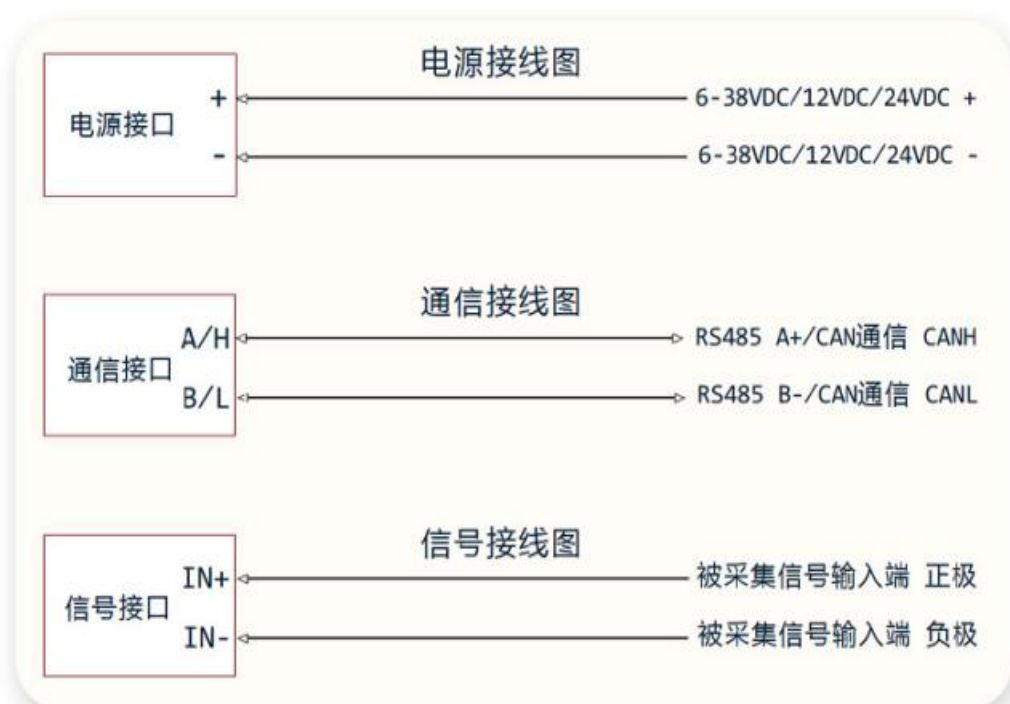 电源接线图
电源接口
+ 6-38VDC/12VDC/24VDC +
- 6-38VDC/12VDC/24VDC -
通信接线图
通信接口
A/H RS485 A+/CAN通信 CANH
B/L RS485 B-/CAN通信 CANL
信号接线图
信号接口
IN+ 被采集信号输入端 正极
IN- 被采集信号输入端 负极